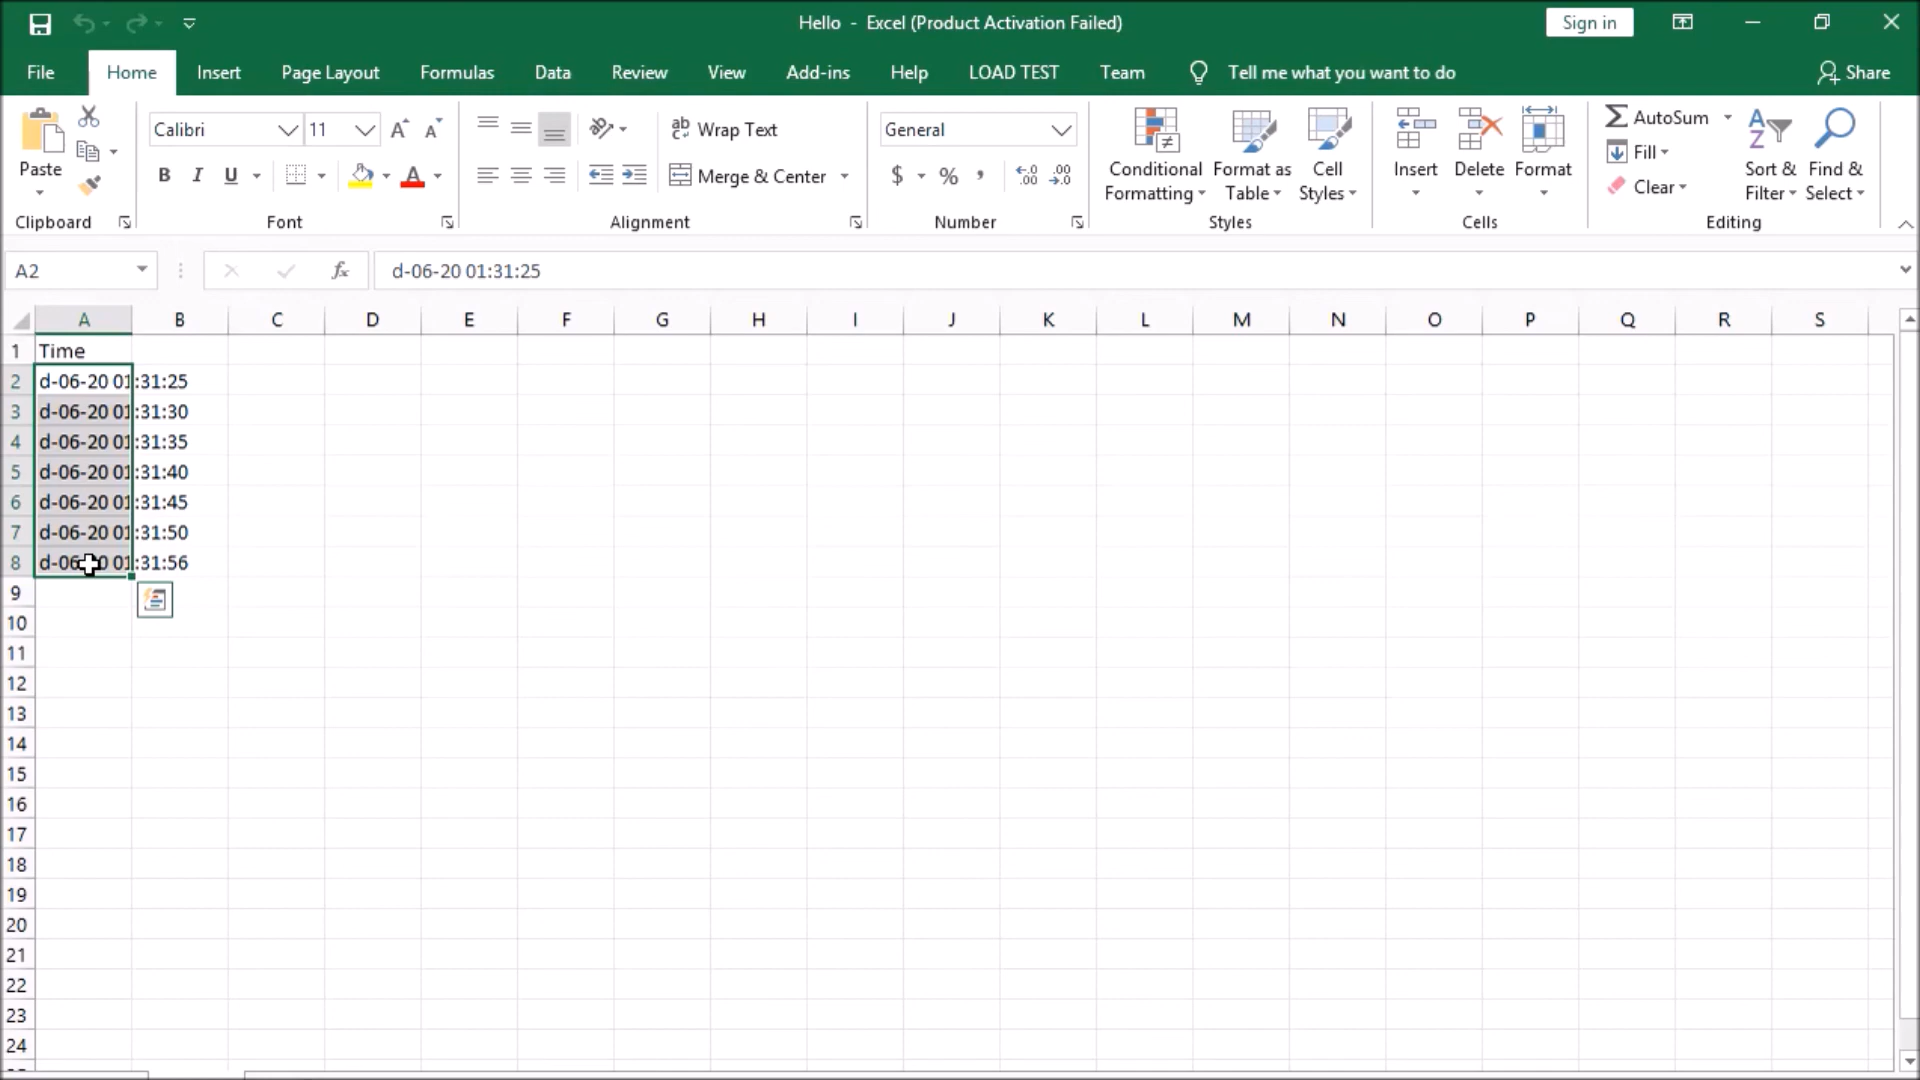 Hello - Excel (Product Activation Failed)
Sign in
File Home Insert Page Layout Formulas Data Review View Add-ins Help LOAD TEST Team Tell me what you want to do Share
Paste
Clipboard
Calibri 11
B I U
Font
Wrap Text
Merge & Center
Alignment
General
$ % ,
Number
Conditional Formatting
Format as Table
Cell Styles
Styles
Insert Delete Format
Cells
AutoSum
Fill
Clear
Sort & Filter
Find & Select
Editing
A2 fx d-06-20 01:31:25
A B C D E F G H I J K L M N O P Q R S
1 Time
2 d-06-20 01:31:25
3 d-06-20 01:31:30
4 d-06-20 01:31:35
5 d-06-20 01:31:40
6 d-06-20 01:31:45
7 d-06-20 01:31:50
8 d-06-20 01:31:56
9
10
11
12
13
14
15
16
17
18
19
20
21
22
23
24